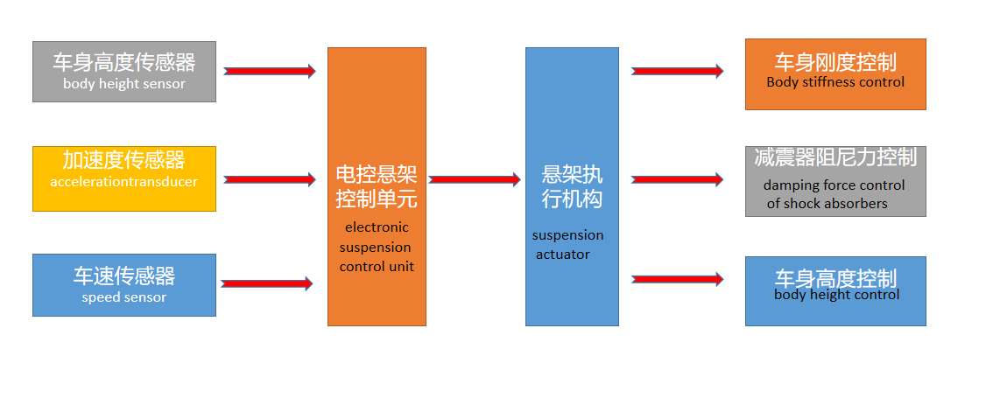 车身高度传感器
body height sensor
加速度传感器
accelerationtransducer
车速传感器
speed sensor
电控悬架
控制单元
electronic
suspension
control unit
悬架执
行机构
suspension
actuator
车身刚度控制
Body stiffness control
减震器阻尼力控制
damping force control
of shock absorbers
车身高度控制
body height control